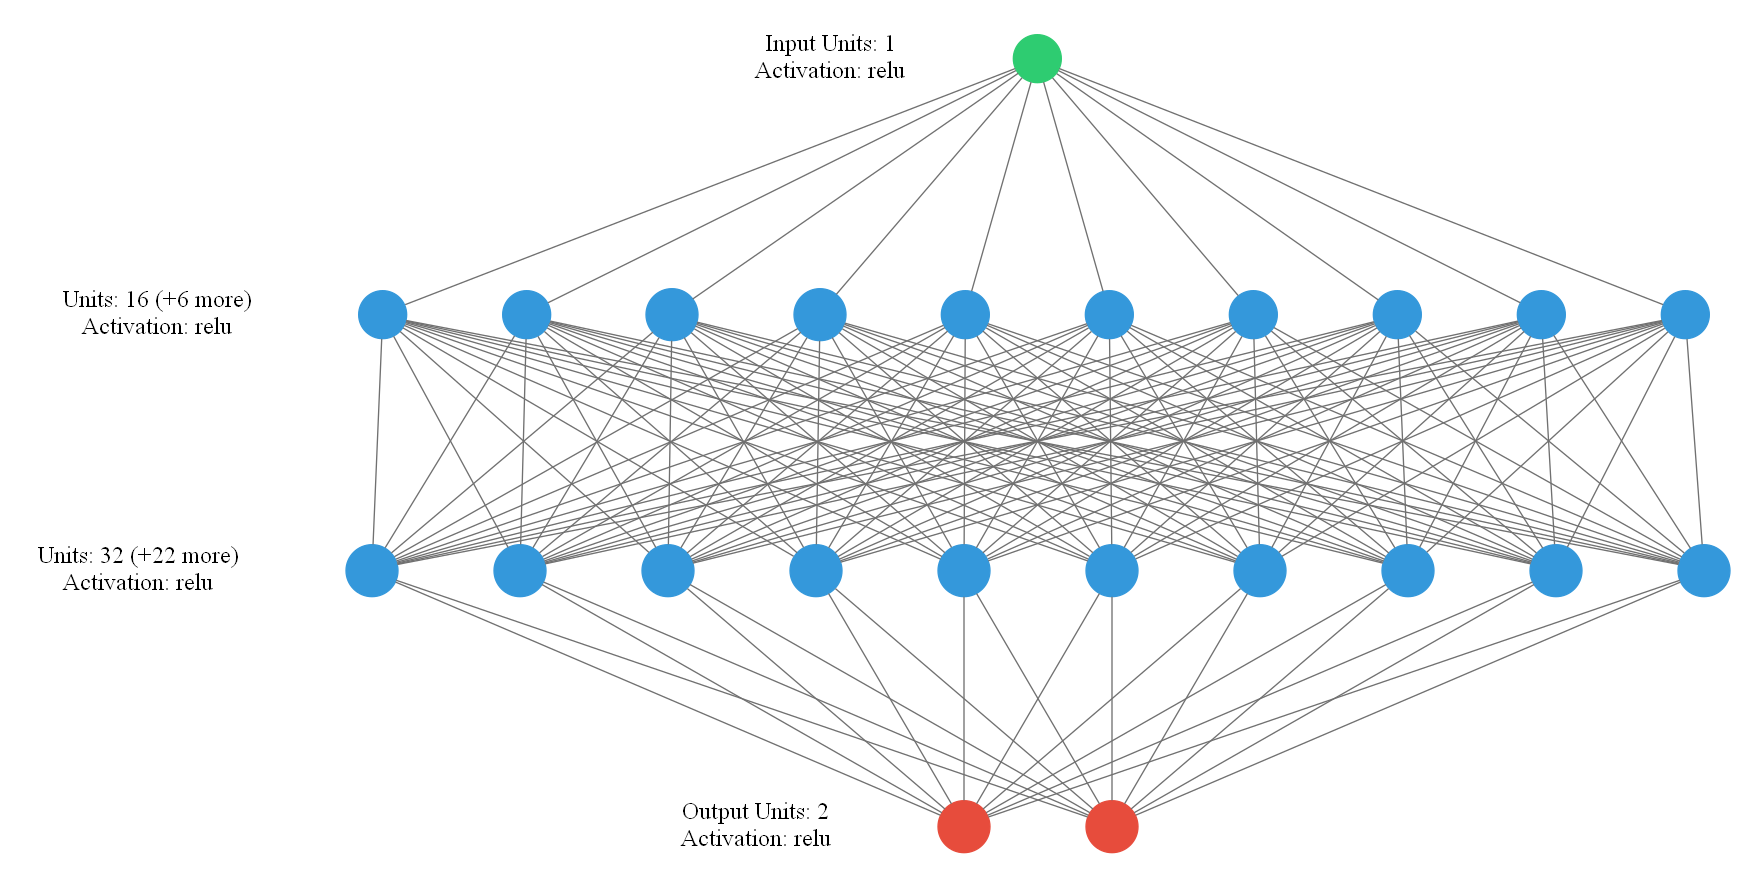 Input Units: 1
Activation: relu
Units: 16 (+6 more)
Activation: relu
Units: 32 (+22 more)
Activation: relu
Output Units: 2
Activation: relu